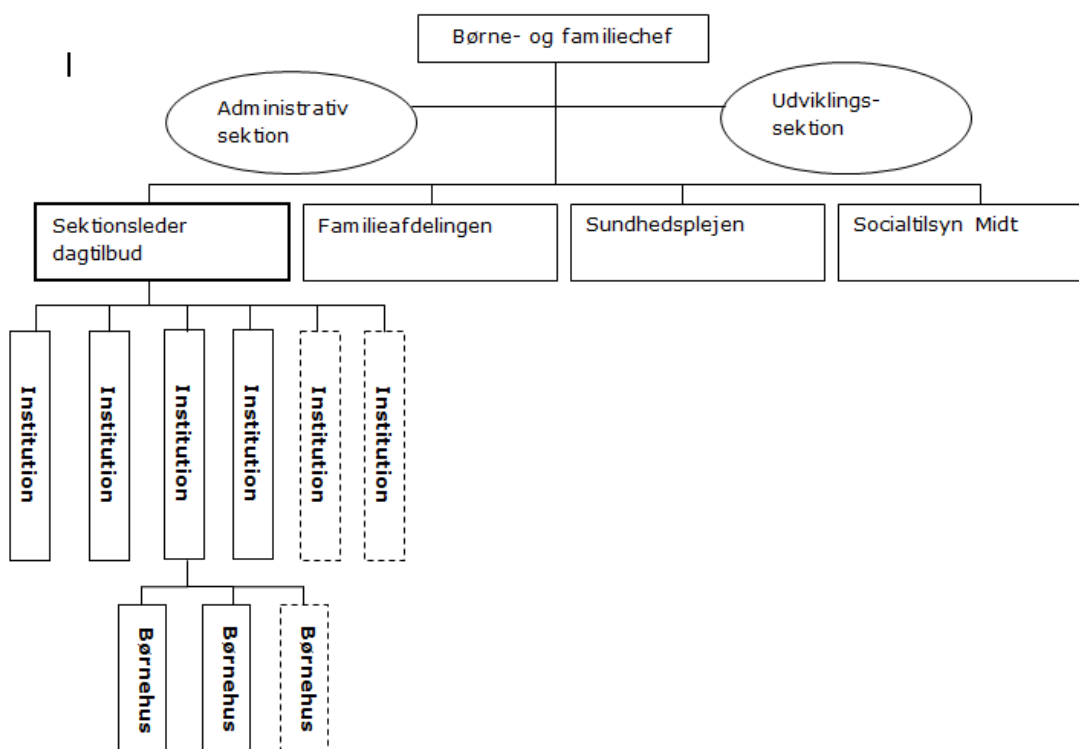 Børne- og familiechef
Administrativ
sektion
Udviklings-
sektion
Sektionsleder
dagtilbud
Familieafdelingen
Sundhedsplejen
Socialtilsyn Midt
Institution
Institution
Institution
Institution
Institution
Institution
Børnehus
Børnehus
Børnehus